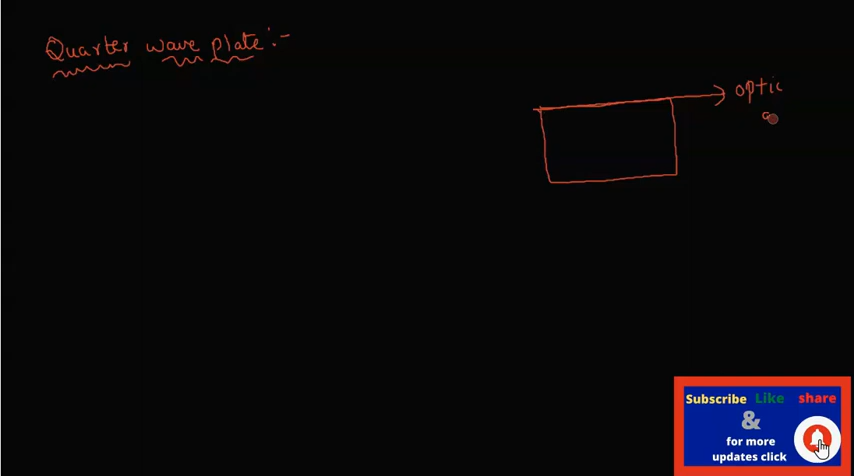 Quarter wave plate :-
optic
Subscribe Like share
&
for more
updates click